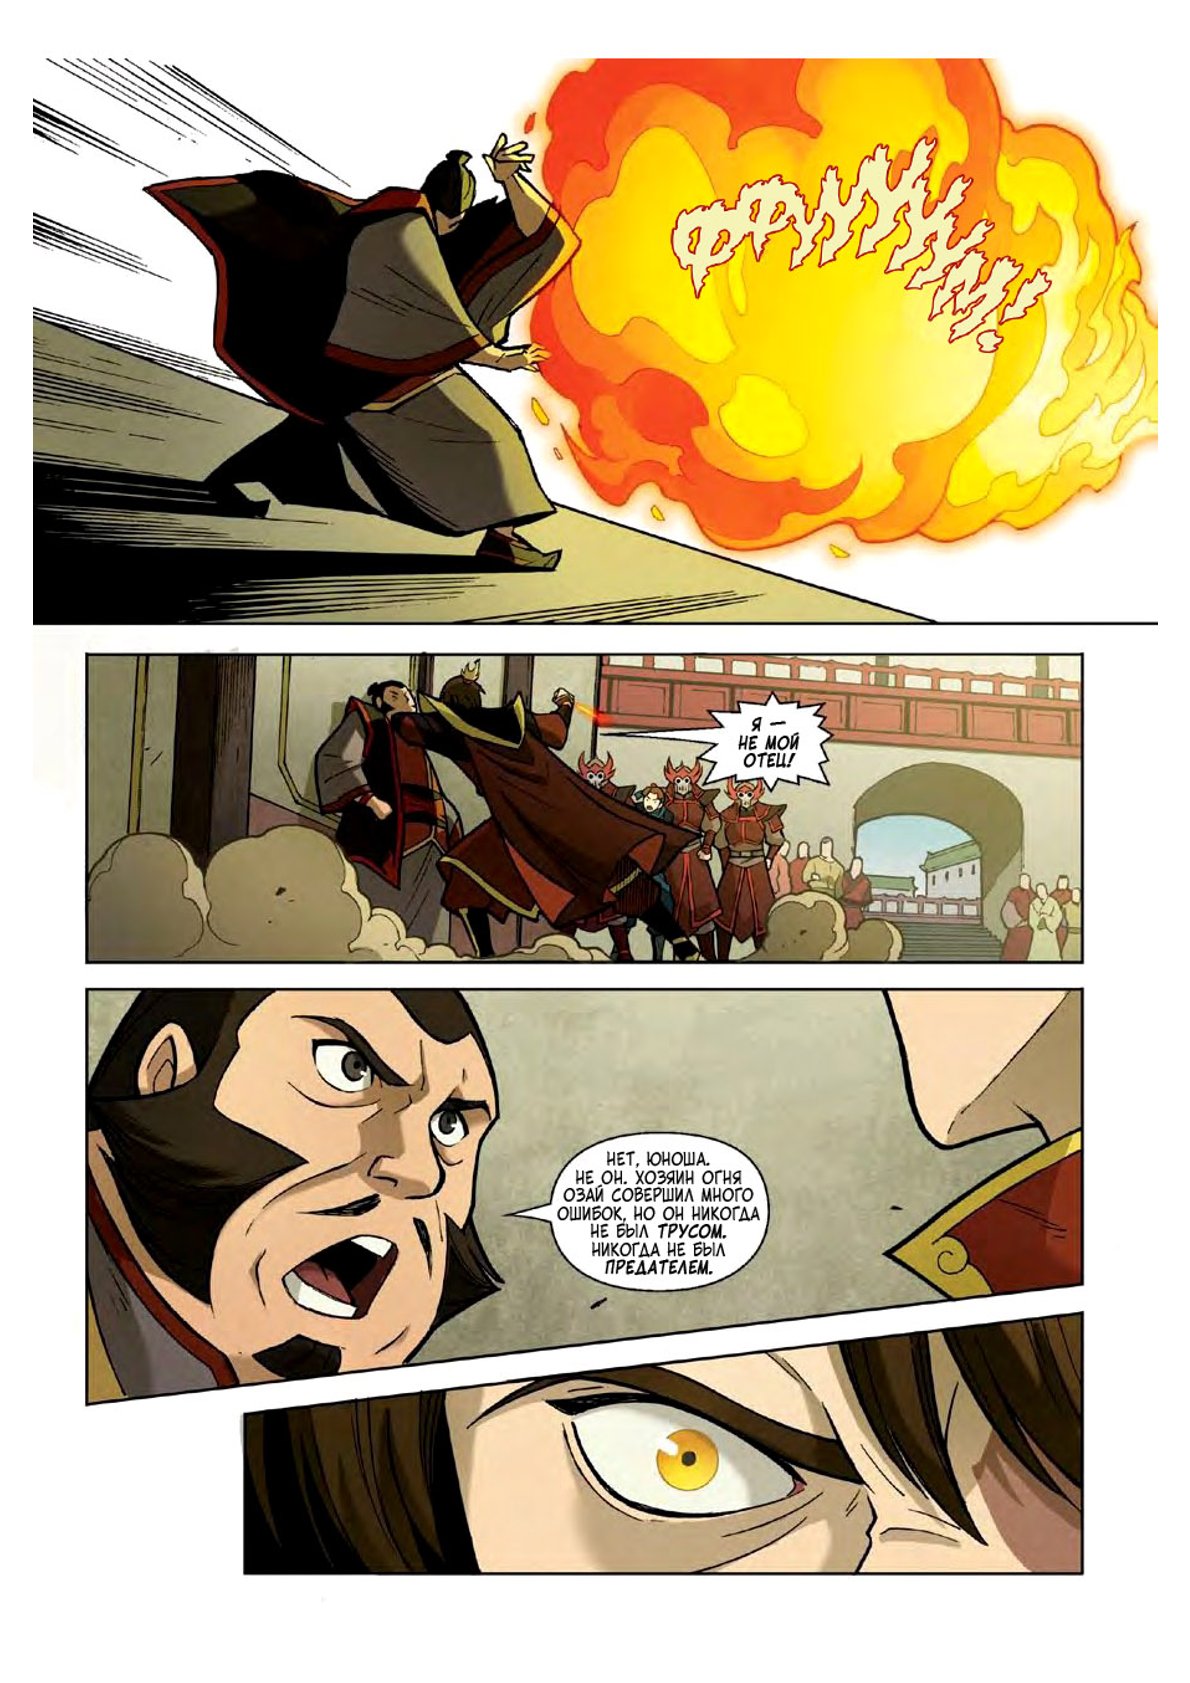 ФФУУУУМ!
Я —
НЕ МОЙ
ОТЕЦ!
НЕТ, ЮНОША.
НЕ ОН. ХОЗЯИН ОГНЯ
ОЗАЙ СОВЕРШИЛ МНОГО
ОШИБОК, НО ОН НИКОГДА
НЕ БЫЛ ТРУСОМ.
НИКОГДА НЕ БЫЛ
ПРЕДАТЕЛЕМ.